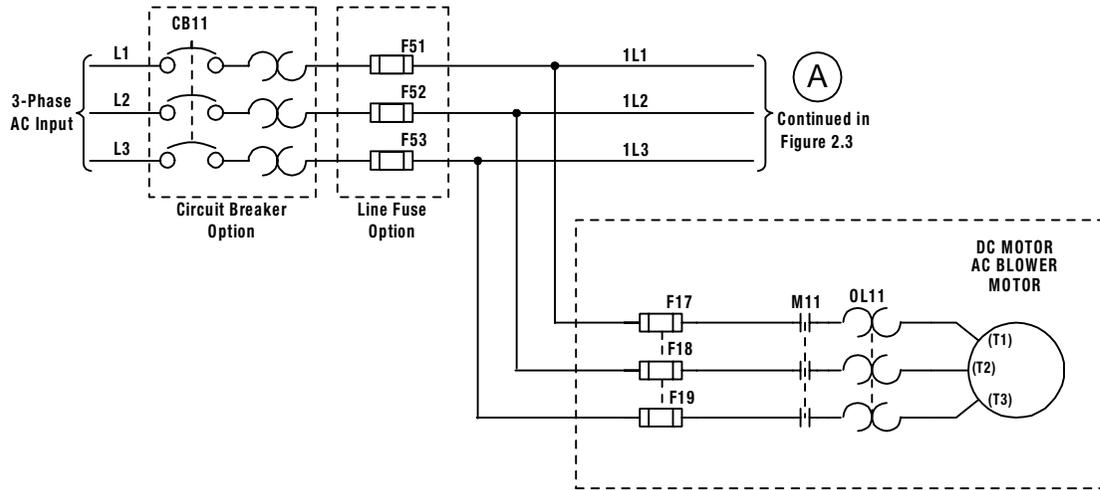 CB11
L1
F51
1L1
A
3-Phase
AC Input
L2
F52
1L2
Continued in
Figure 2.3
L3
F53
1L3
Circuit Breaker
Option
Line Fuse
Option
DC MOTOR
AC BLOWER
MOTOR
F17
M11
OL11
(T1)
F18
(T2)
F19
(T3)